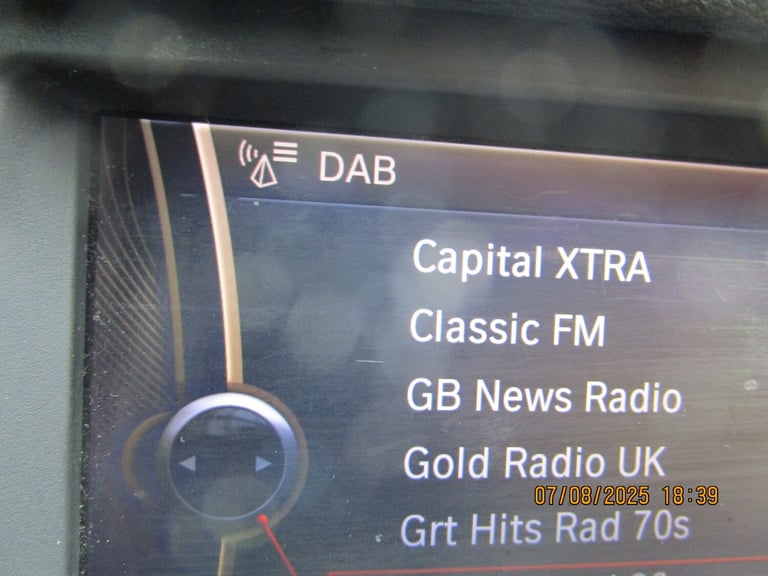 DAB
Capital XTRA
Classic FM
GB News Radio
Gold Radio UK
07/08/2025 18:39
Grt Hits Rad 70s